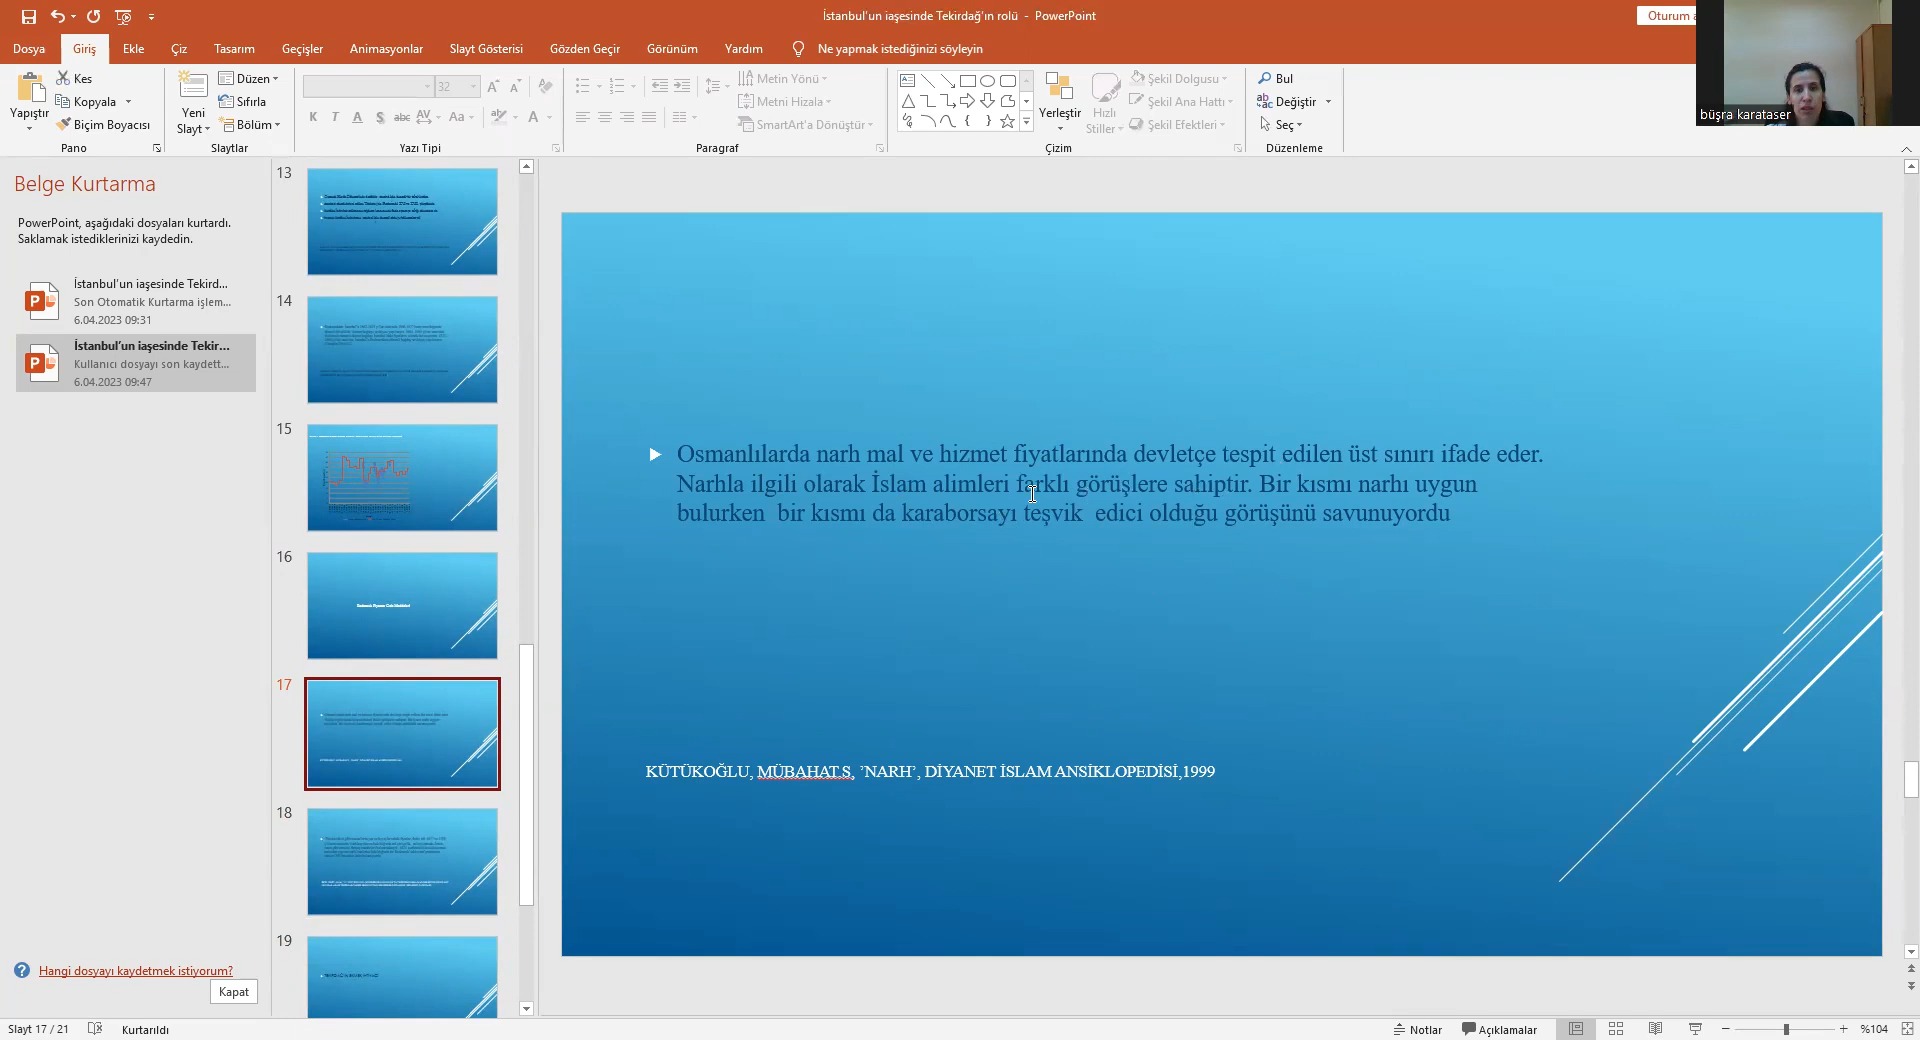 İstanbul'un iaşesinde Tekirdağ'ın rolü - PowerPoint
Oturum a
Dosya Giriş Ekle Çiz Tasarım Geçişler Animasyonlar Slayt Gösterisi Gözden Geçir Görünüm Yardım Ne yapmak istediğinizi söyleyin
büşra karataser
Yapıştır
Kes
Kopyala
Biçim Boyacısı
Pano
Yeni
Slayt
Düzen
Sıfırla
Bölüm
Slaytlar
32
K T A S abc AV Aa A
Yazı Tipi
Metin Yönü
Metni Hizala
SmartArt'a Dönüştür
Paragraf
Yerleştir
Hızlı
Stiller
Şekil Dolgusu
Şekil Ana Hattı
Şekil Efektleri
Çizim
Bul
Değiştir
Seç
Düzenleme
Belge Kurtarma
PowerPoint, aşağıdaki dosyaları kurtardı.
Saklamak istediklerinizi kaydedin.
İstanbul'un iaşesinde Tekird...
Son Otomatik Kurtarma işlem...
6.04.2023 09:31
İstanbul'un iaşesinde Tekir...
Kullanıcı dosyayı son kaydett...
6.04.2023 09:47
Hangi dosyayı kaydetmek istiyorum?
Kapat
13
14
15
16
17
18
19
Osmanlılarda narh mal ve hizmet fiyatlarında devletçe tespit edilen üst sınırı ifade eder.
Narhla ilgili olarak İslam alimleri farklı görüşlere sahiptir. Bir kısmı narhı uygun
bulurken bir kısmı da karaborsayı teşvik edici olduğu görüşünü savunuyordu
KÜTÜKOĞLU, MÜBAHAT.S, 'NARH', DİYANET İSLAM ANSİKLOPEDİSİ,1999
Slayt 17 / 21
Kurtarıldı
Notlar
Açıklamalar
%104